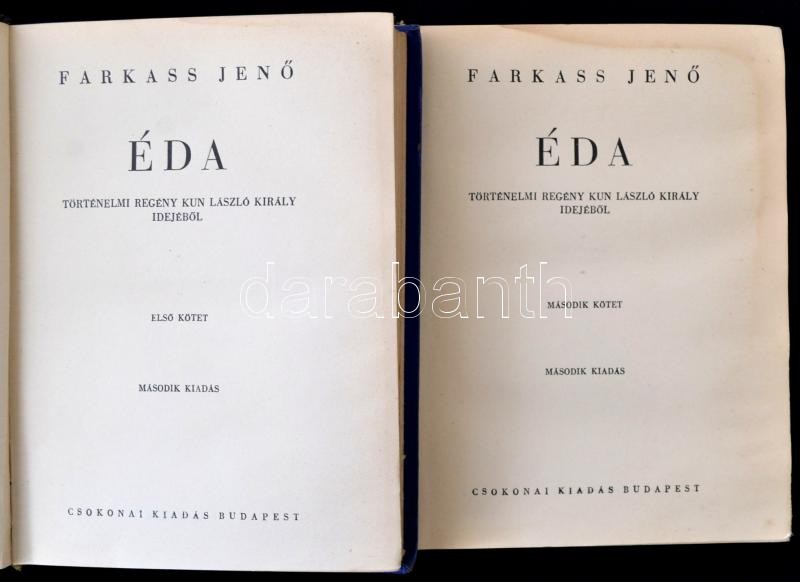 FARKASS JENŐ
ÉDA
TÖRTÉNELMI REGÉNY KUN LÁSZLÓ KIRÁLY
IDEJÉBŐL
ELSŐ KÖTET
MÁSODIK KIADÁS
CSOKONAI KIADÁS BUDAPEST
FARKASS JENŐ
ÉDA
TÖRTÉNELMI REGÉNY KUN LÁSZLÓ KIRÁLY
IDEJÉBŐL
MÁSODIK KÖTET
MÁSODIK KIADÁS
CSOKONAI KIADÁS BUDAPEST
darabanth.com